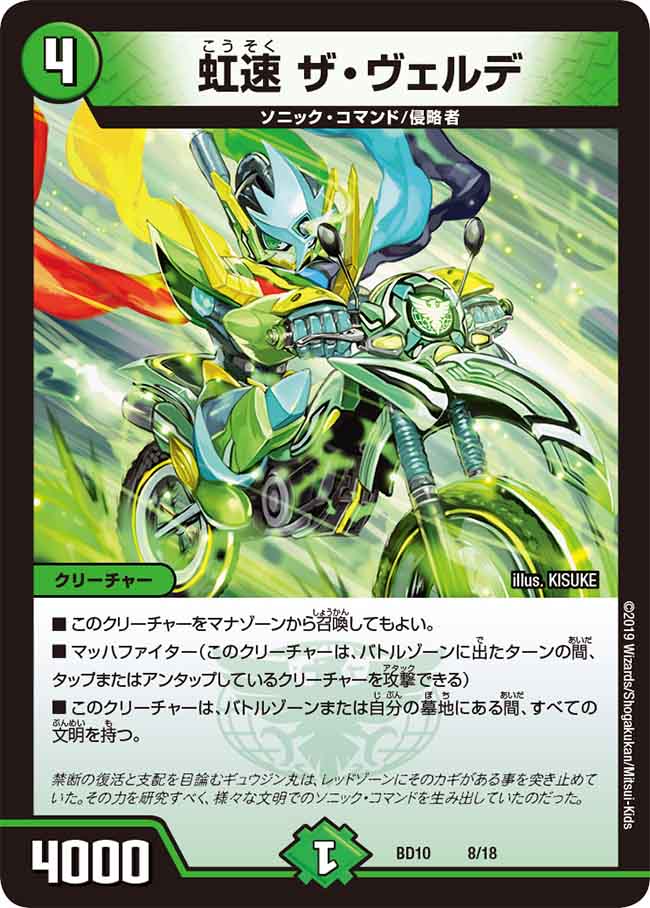 4
こうそく
虹速 ザ・ヴェルデ
ソニック・コマンド/侵略者
クリーチャー
illus. KISUKE
■このクリーチャーをマナゾーンから召喚してもよい。
■マッハファイター(このクリーチャーは、バトルゾーンに出たターンの間、
タップまたはアンタップしているクリーチャーを攻撃できる)
■このクリーチャーは、バトルゾーンまたは自分の墓地にある間、すべての
文明を持つ。
禁断の復活と支配を目論むギュウジン丸は、レッドゾーンにそのカギがある事を突き止めて
いた。その力を研究すべく、様々な文明でのソニック・コマンドを生み出していたのだった。
©2019 Wizards/Shogakukan/Mitsui-Kids
4000
1
BD10 8/18